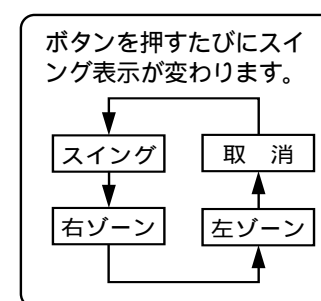 ボタンを押すたびにスイ
ング表示が変わります。
スイング
取　消
右ゾーン
左ゾーン